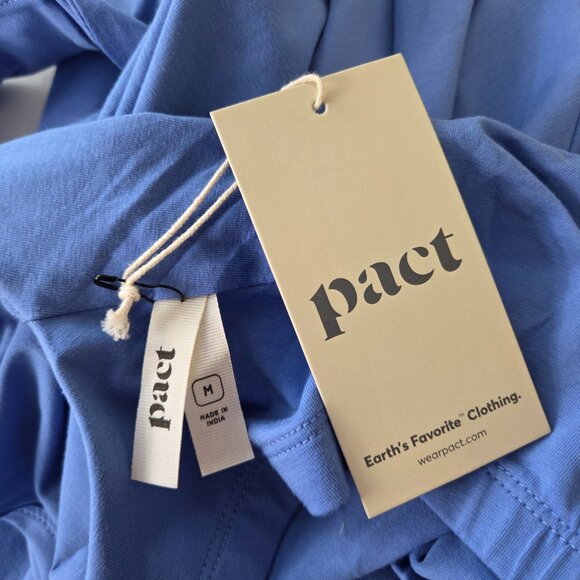 pact
Earth's Favorite™ Clothing.
wearpact.com
pact
M
MADE IN
INDIA